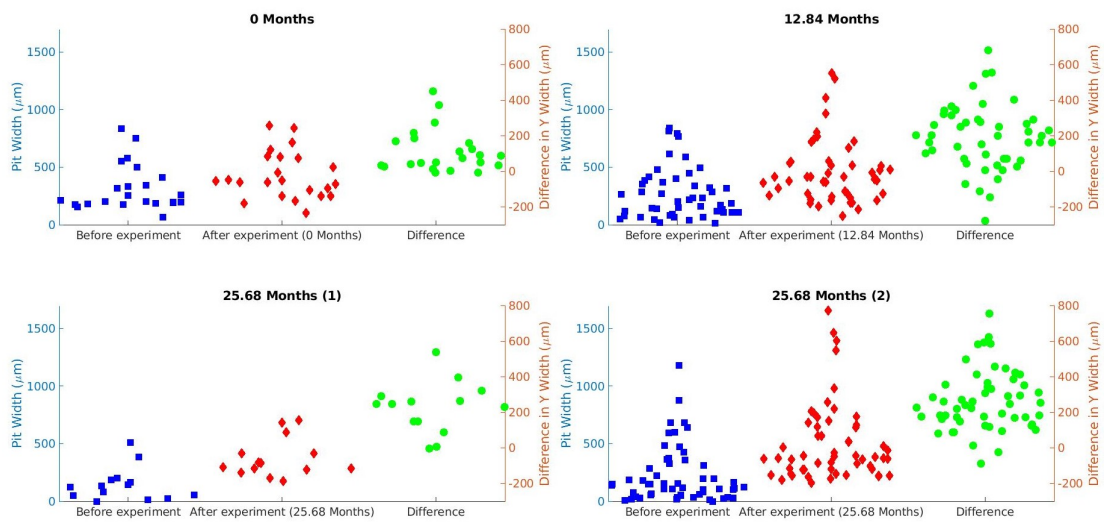 0 Months
1500
1000
500
0
Pit Width (μm)
800
600
400
200
0
-200
Difference in Y Width (μm)
Before experiment
After experiment (0 Months)
Difference
12.84 Months
1500
1000
500
0
Pit Width (μm)
800
600
400
200
0
-200
Difference in Y Width (μm)
Before experiment
After experiment (12.84 Months)
Difference
25.68 Months (1)
1500
1000
500
0
Pit Width (μm)
800
600
400
200
0
-200
Difference in Y Width (μm)
Before experiment
After experiment (25.68 Months)
Difference
25.68 Months (2)
1500
1000
500
0
Pit Width (μm)
800
600
400
200
0
-200
Difference in Y Width (μm)
Before experiment
After experiment (25.68 Months)
Difference